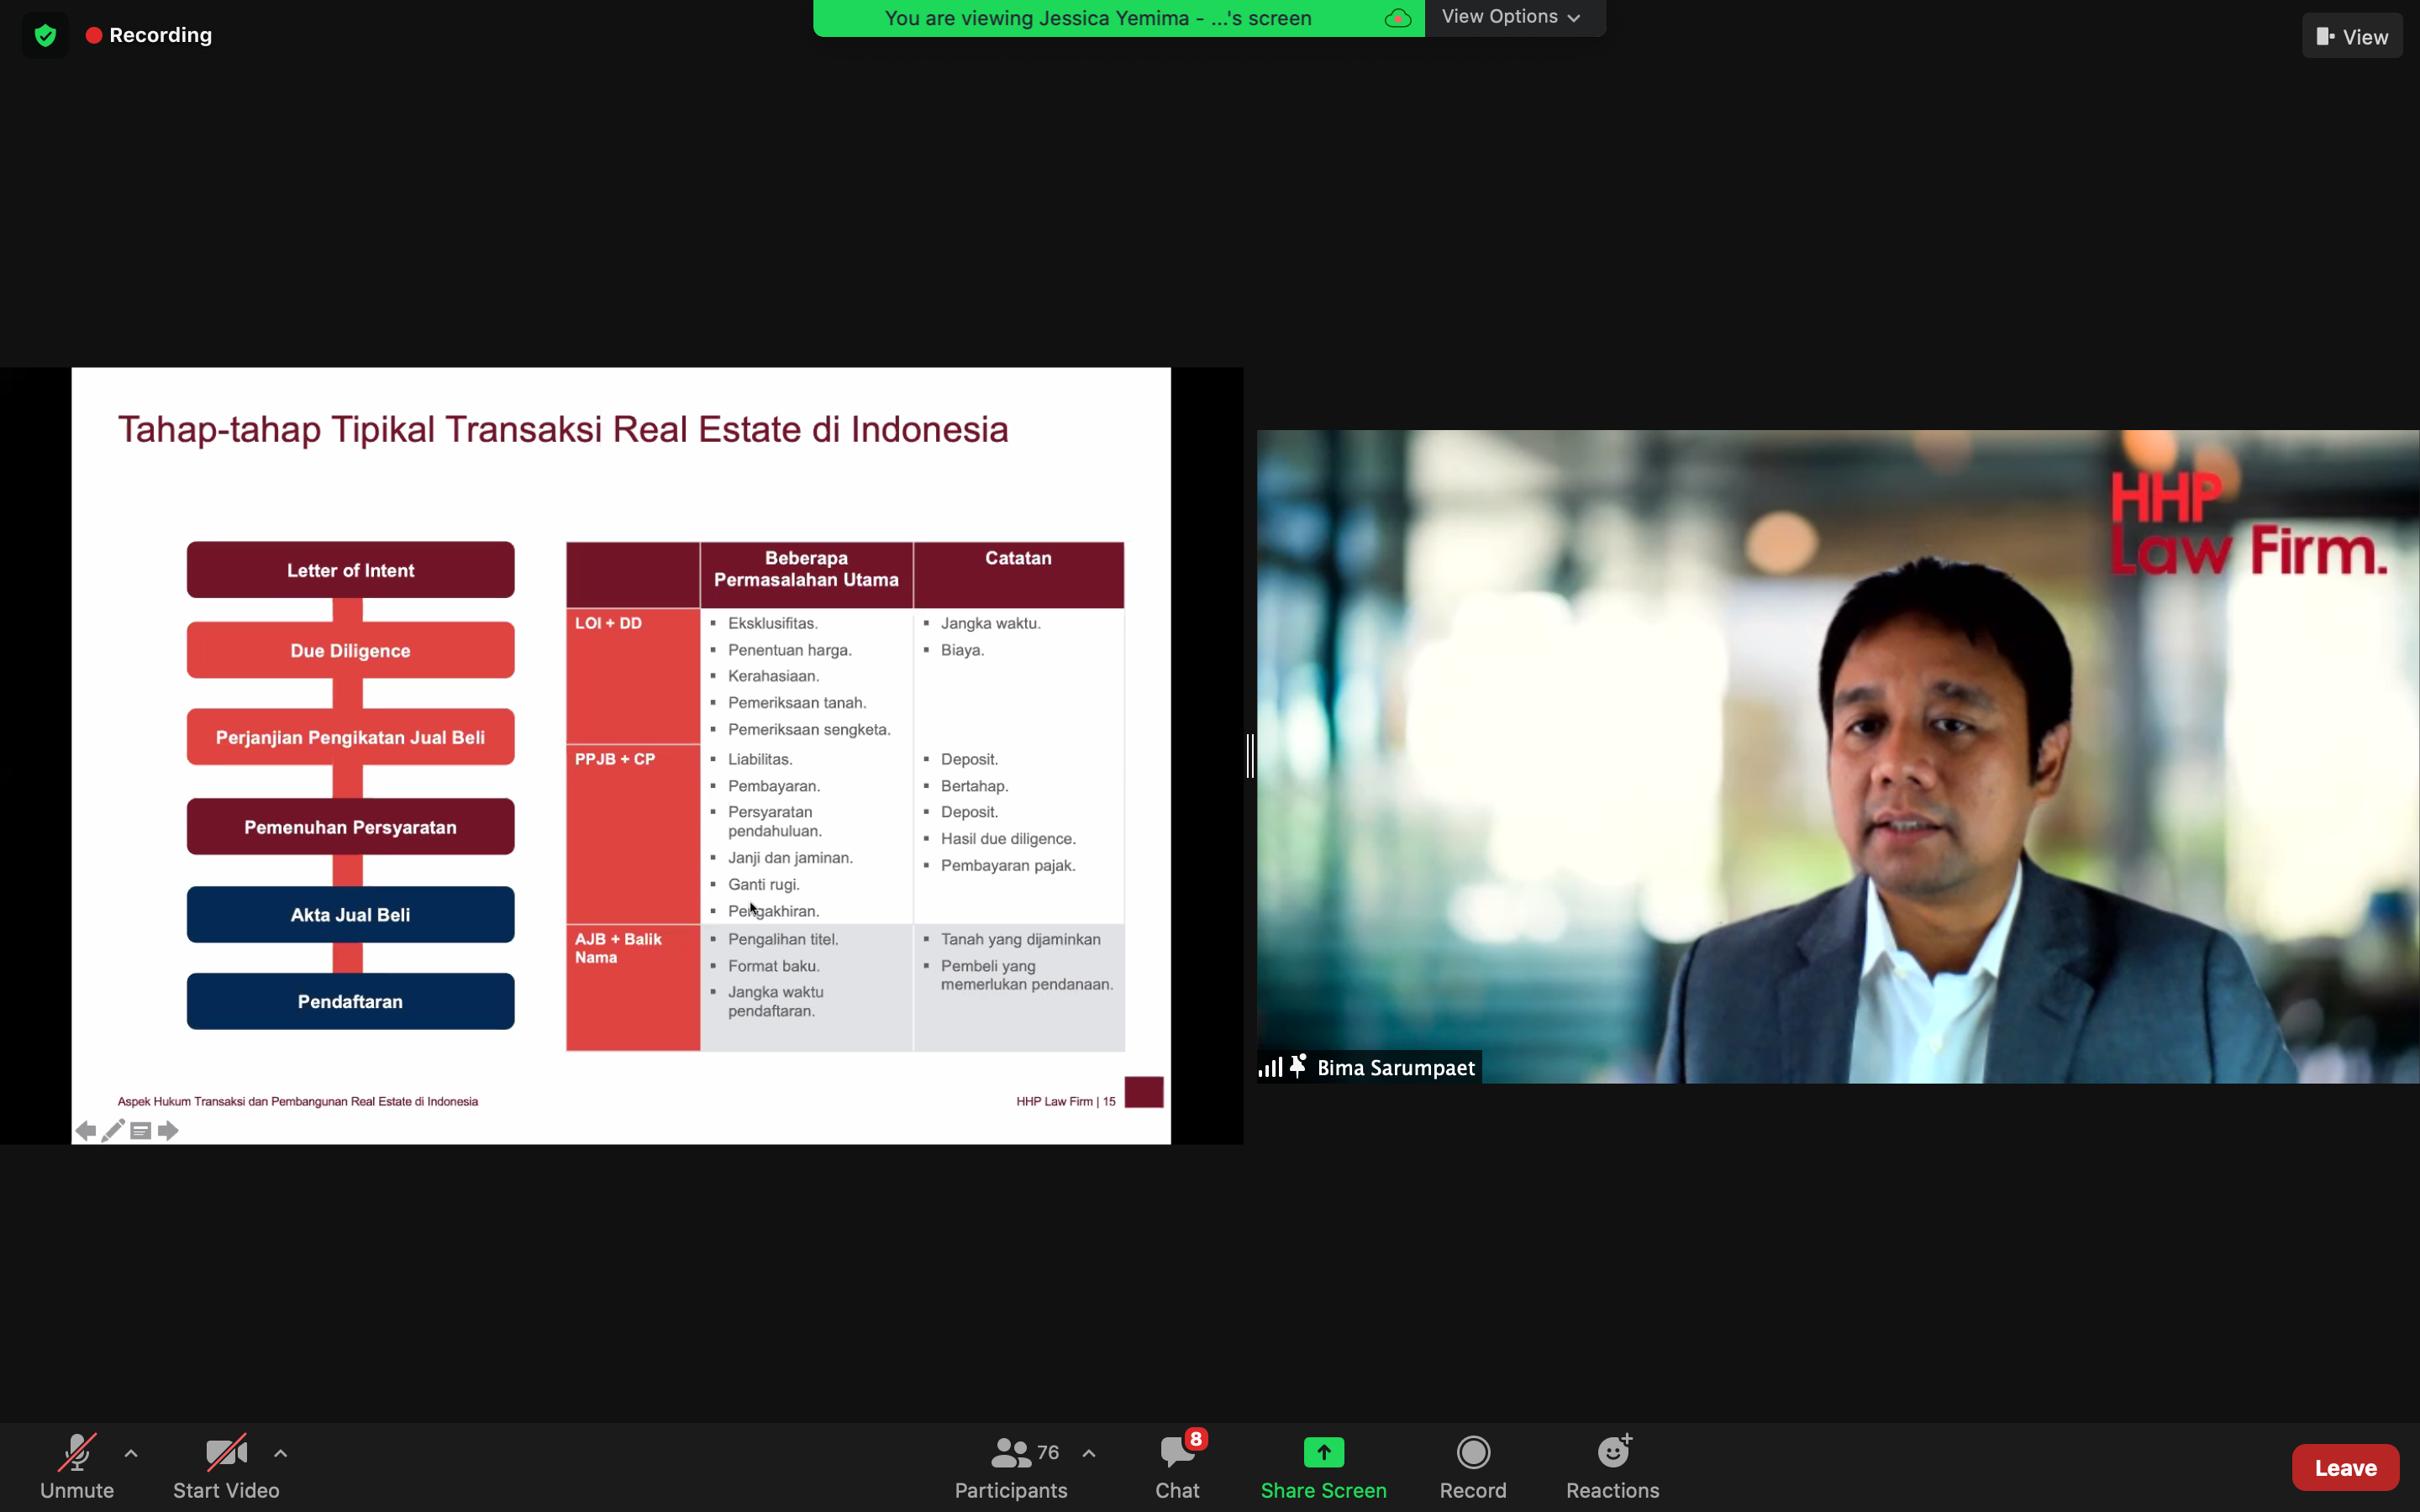 Recording
You are viewing Jessica Yemima - ...'s screen
View Options
View
Tahap-tahap Tipikal Transaksi Real Estate di Indonesia
Letter of Intent
Due Diligence
Perjanjian Pengikatan Jual Beli
Pemenuhan Persyaratan
Akta Jual Beli
Pendaftaran
Beberapa
Permasalahan Utama
Catatan
LOI + DD
Eksklusifitas.
Penentuan harga.
Kerahasiaan.
Pemeriksaan tanah.
Pemeriksaan sengketa.
Jangka waktu.
Biaya.
PPJB + CP
Liabilitas.
Pembayaran.
Persyaratan
pendahuluan.
Janji dan jaminan.
Ganti rugi.
Pengakhiran.
Deposit.
Bertahap.
Deposit.
Hasil due diligence.
Pembayaran pajak.
AJB + Balik
Nama
Pengalihan titel.
Format baku.
Jangka waktu
pendaftaran.
Tanah yang dijaminkan
Pembeli yang
memerlukan pendanaan.
Aspek Hukum Transaksi dan Pembangunan Real Estate di Indonesia
HHP Law Firm | 15
HHP
Law Firm.
Bima Sarumpaet
Unmute
Start Video
76
Participants
8
Chat
Share Screen
Record
Reactions
Leave